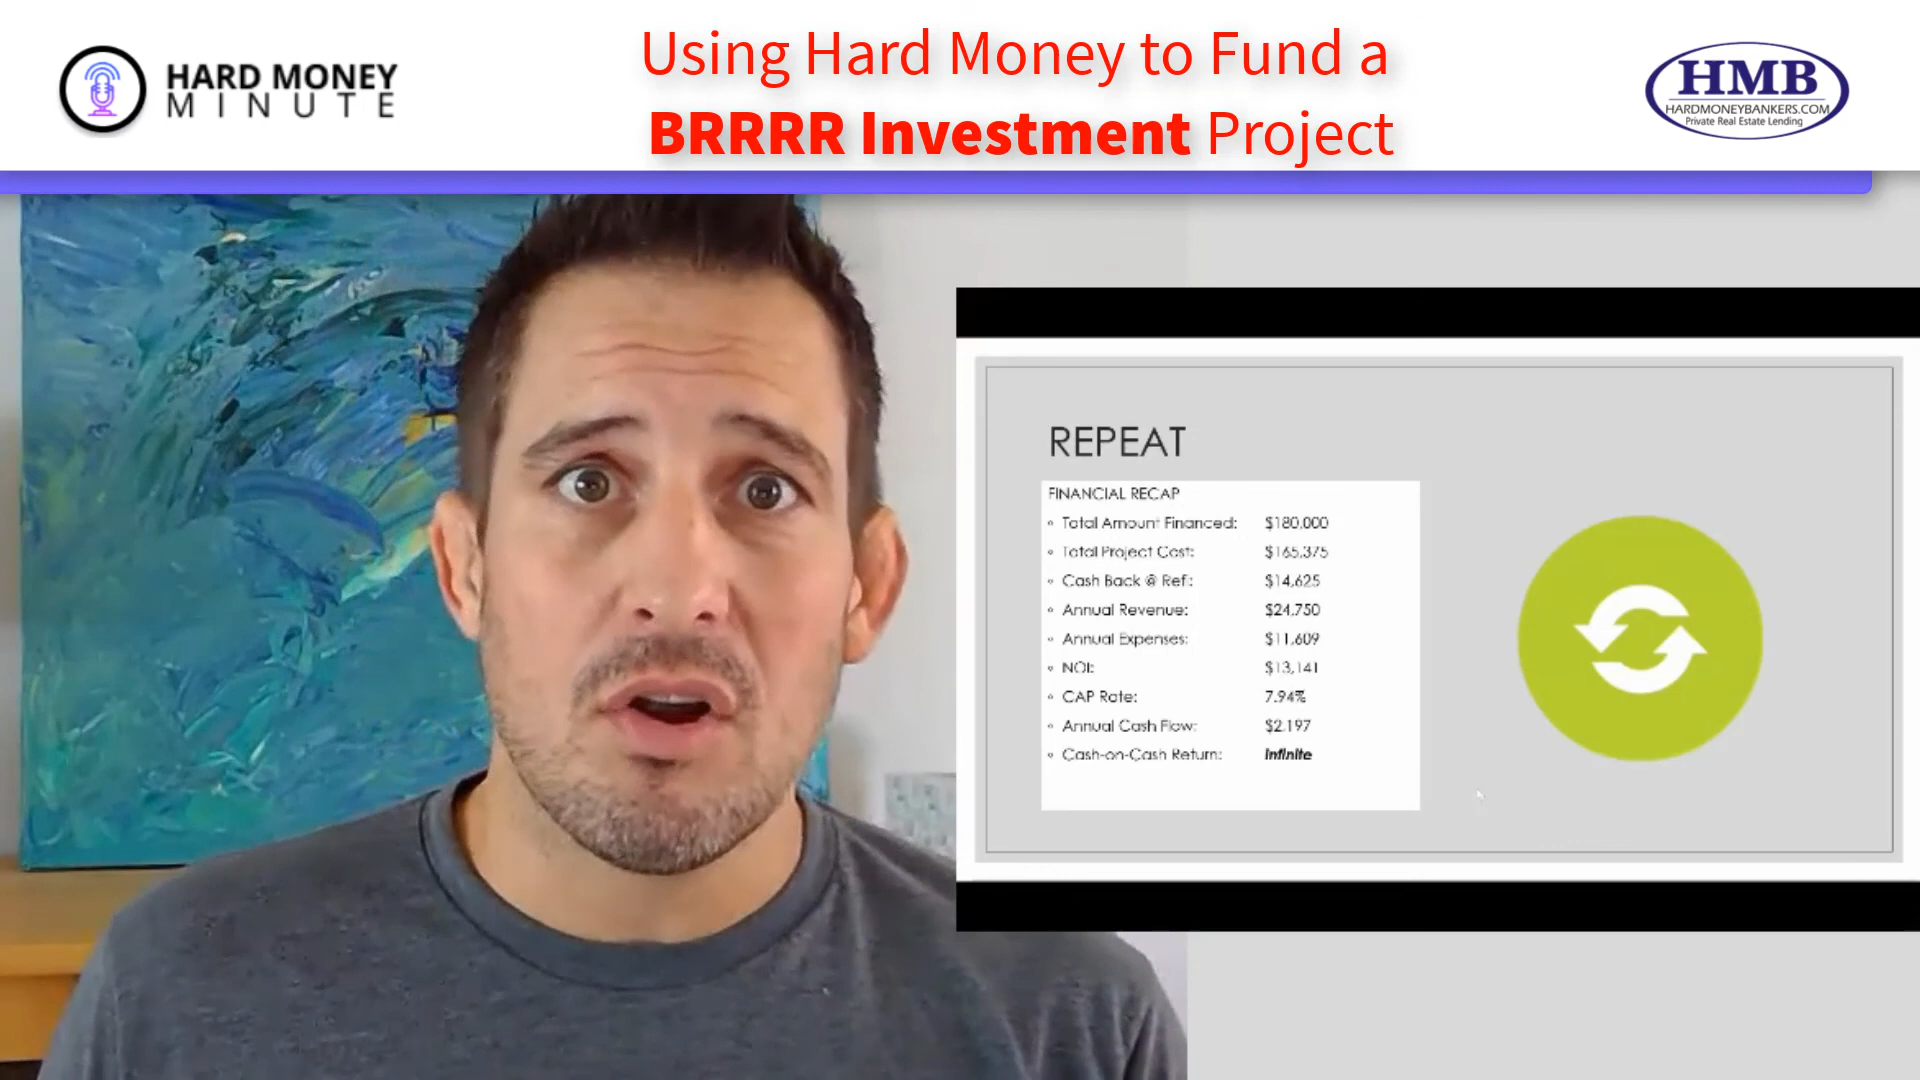 HARD MONEY
MINUTE
Using Hard Money to Fund a
BRRRR Investment Project
HMB
HARDMONEYBANKERS.COM
Private Real Estate Lending
REPEAT
FINANCIAL RECAP
Total Amount Financed: $180,000
Total Project Cost: $165,375
Cash Back @ Refi: $14,625
Annual Revenue: $24,750
Annual Expenses: $11,609
NOI: $13,141
CAP Rate: 7.94%
Annual Cash Flow: $2,197
Cash-on-Cash Return: Infinite